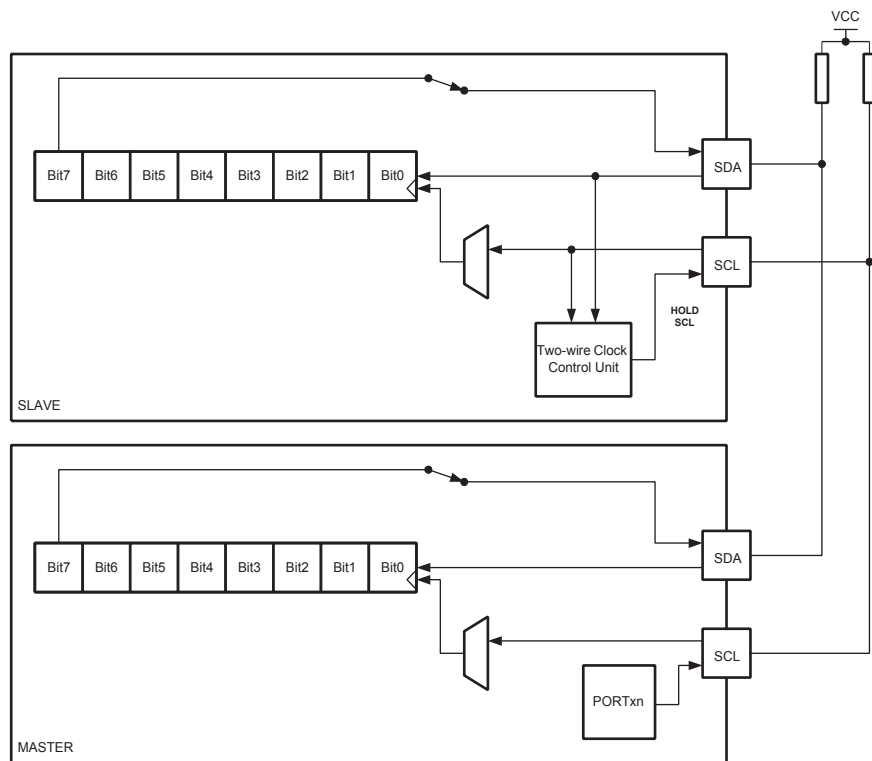 VCC
Bit7 Bit6 Bit5 Bit4 Bit3 Bit2 Bit1 Bit0
SDA
SCL
HOLD
SCL
Two-wire Clock
Control Unit
SLAVE
Bit7 Bit6 Bit5 Bit4 Bit3 Bit2 Bit1 Bit0
SDA
SCL
PORTxn
MASTER